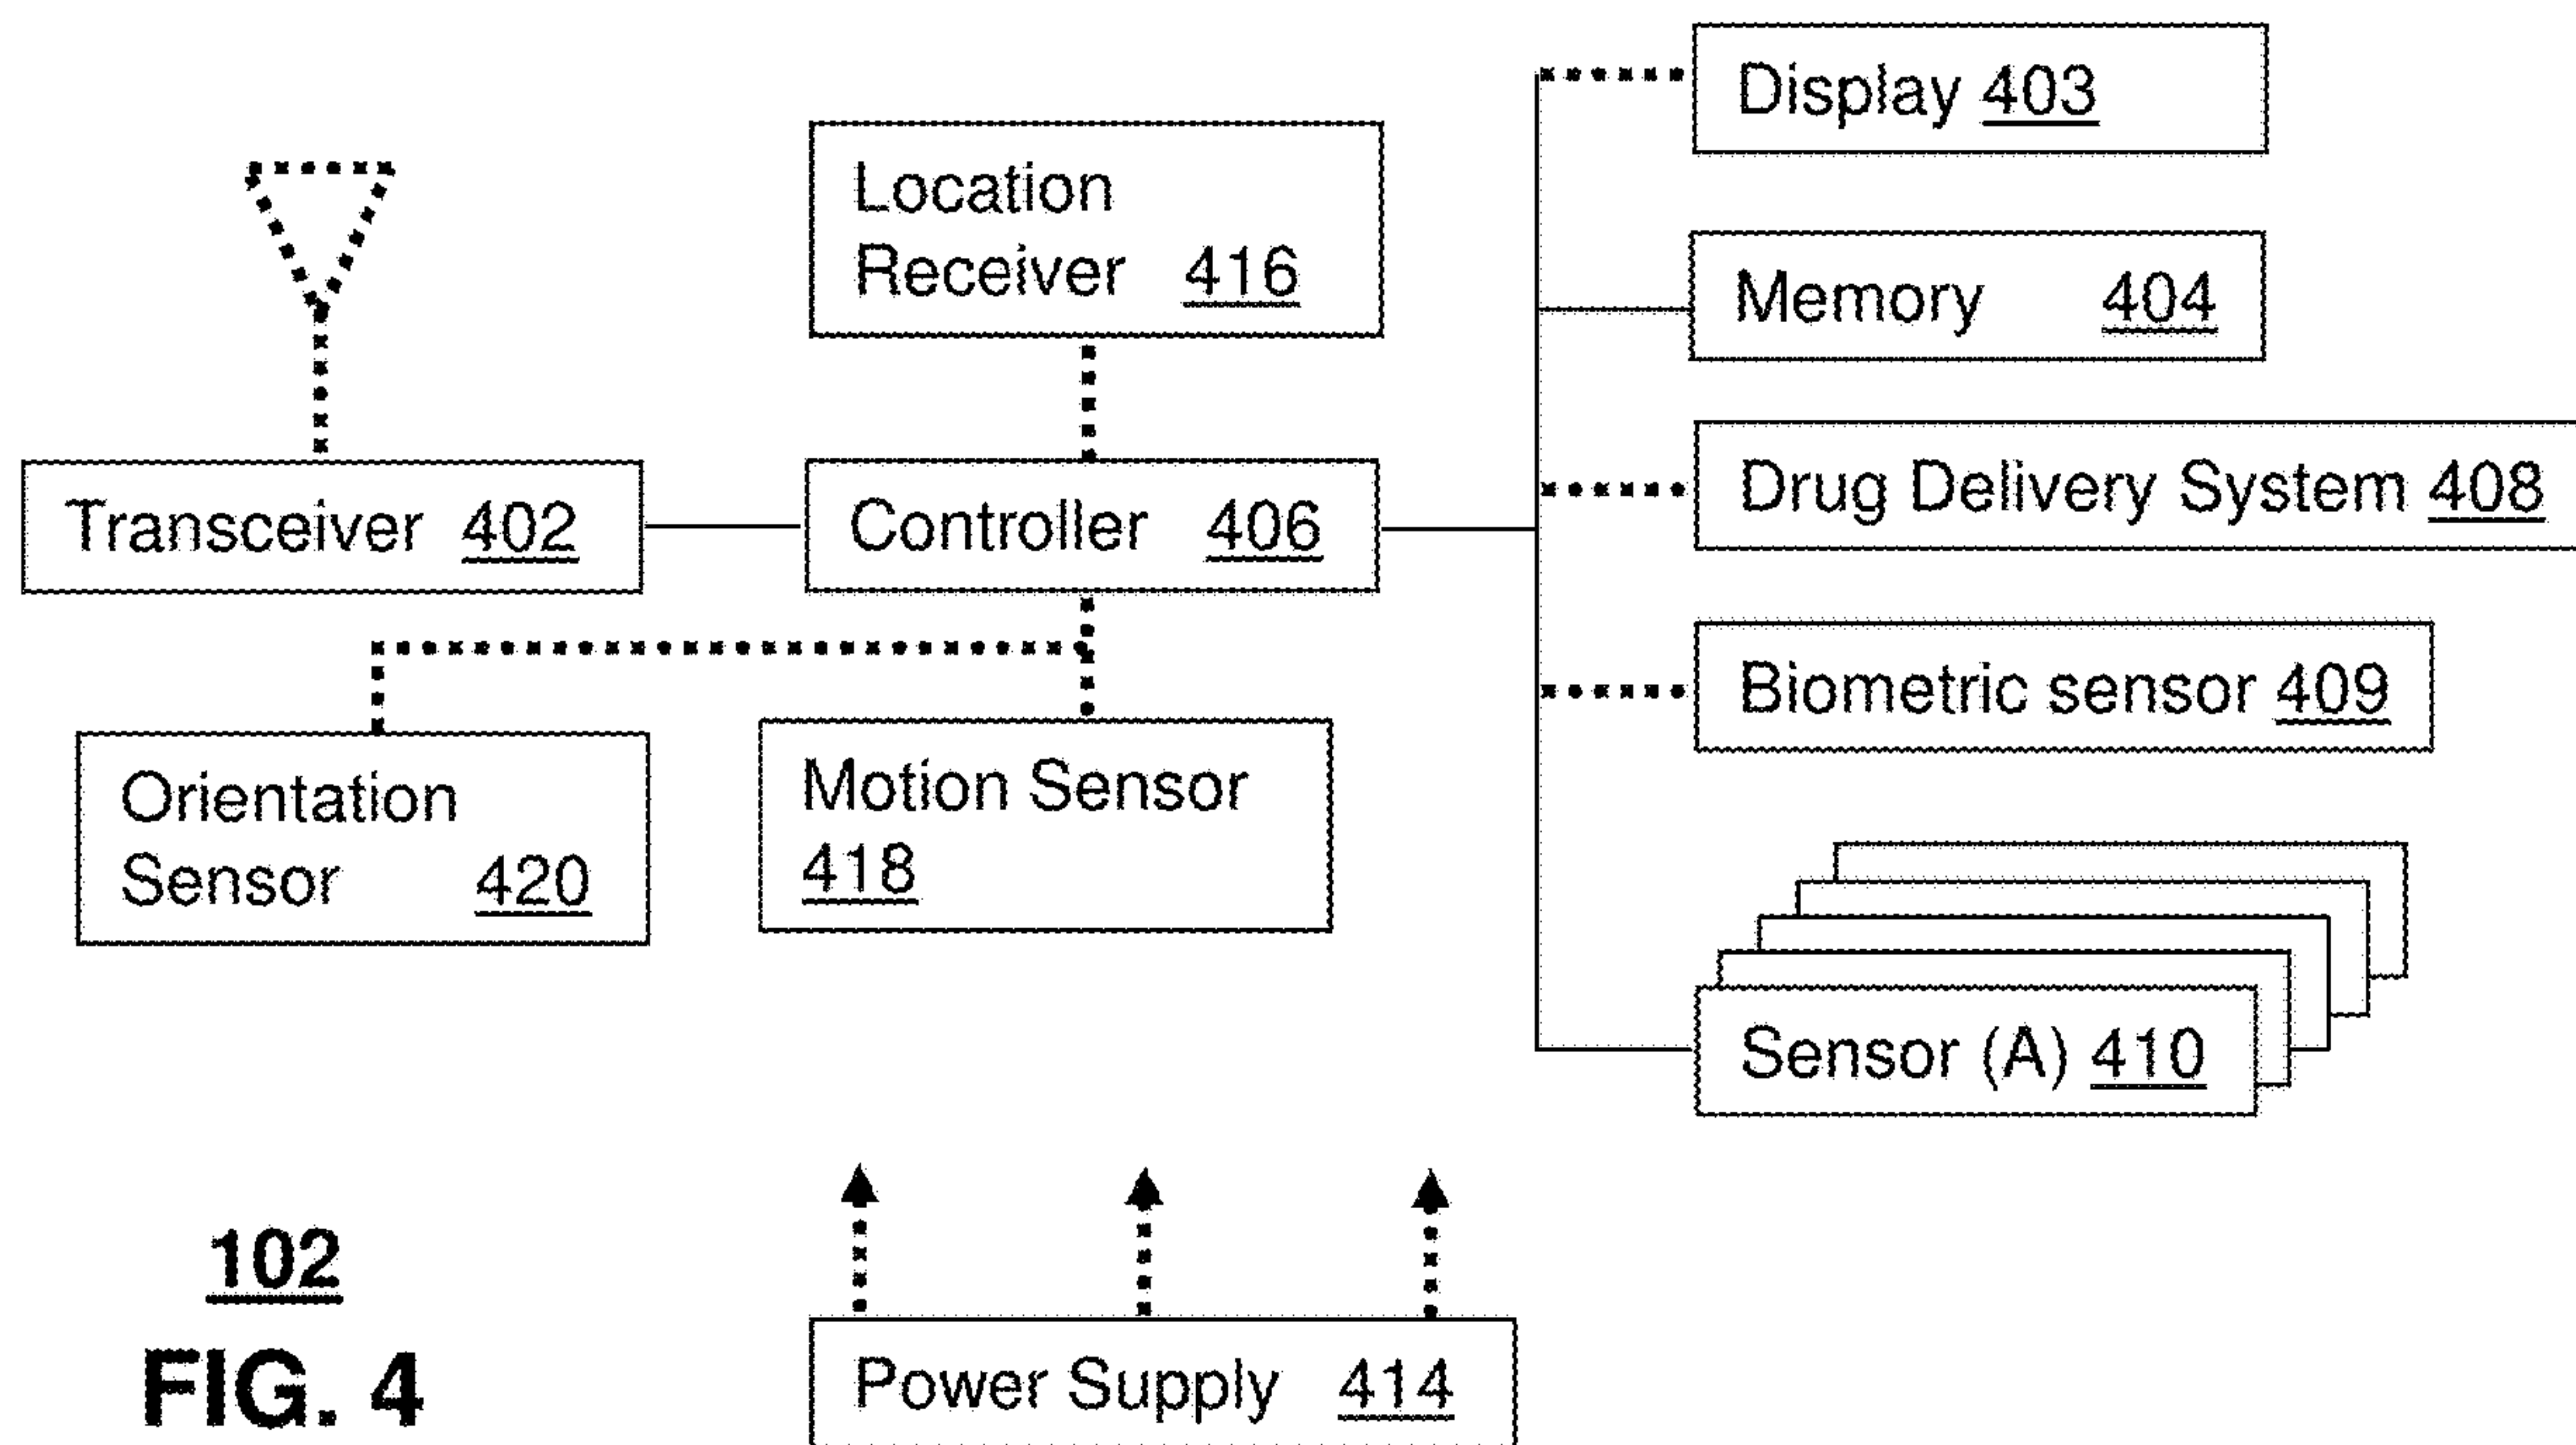 Display 403
Location
Receiver 416
Memory 404
Drug Delivery System 408
Transceiver 402
Controller 406
Biometric sensor 409
Orientation
Sensor 420
Motion Sensor
418
Sensor (A) 410
102
FIG. 4
Power Supply 414